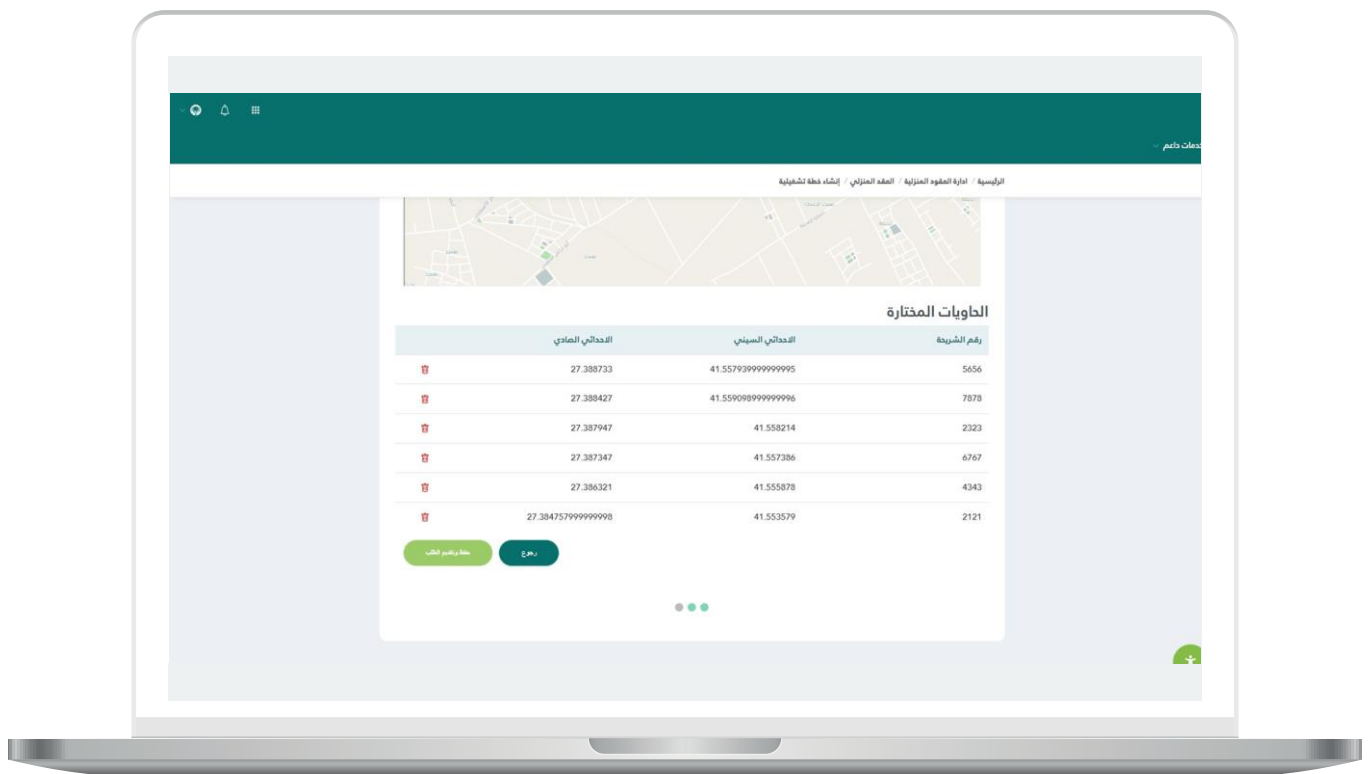 خدمات داعم
الرئيسية / ادارة العقود المنزلية / العقد المنزلي / إنشاء خطة تشغيلية
الحاويات المختارة
رقم الشريحة الاحداثي السيني الاحداثي الصادي
5656 41.557939999999995 27.388733
7878 41.559098999999996 27.388427
2323 41.558214 27.387947
6767 41.557386 27.387347
4343 41.555878 27.386321
2121 41.553579 27.384757999999998
رجوع حفظ وتقديم الطلب